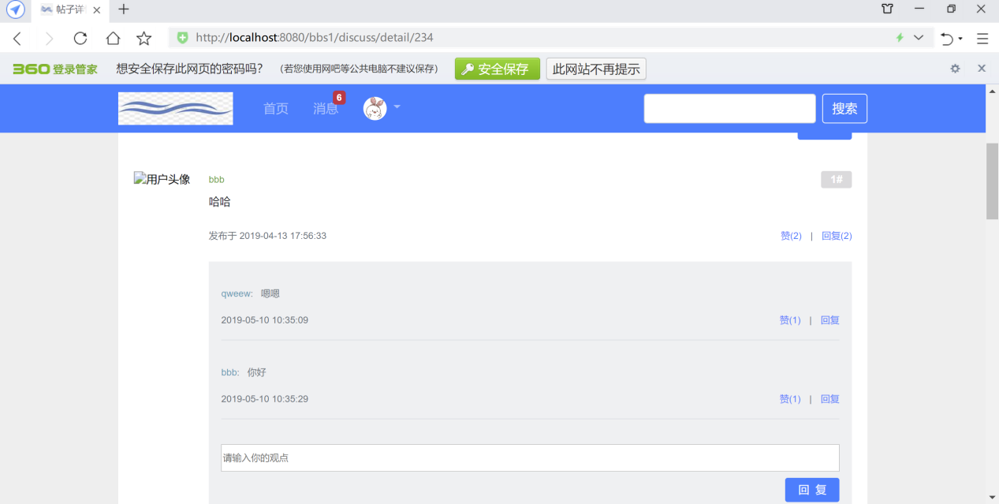 帖子详
http://localhost:8080/bbs1/discuss/detail/234
360登录管家 想安全保存此网页的密码吗? (若您使用网吧等公共电脑不建议保存) 安全保存 此网站不再提示
首页 消息 6 搜索
用户头像 bbb 1#
哈哈
发布于 2019-04-13 17:56:33 赞(2) | 回复(2)
qweew: 嗯嗯
2019-05-10 10:35:09 赞(1) | 回复
bbb: 你好
2019-05-10 10:35:29 赞(1) | 回复
请输入你的观点
回 复